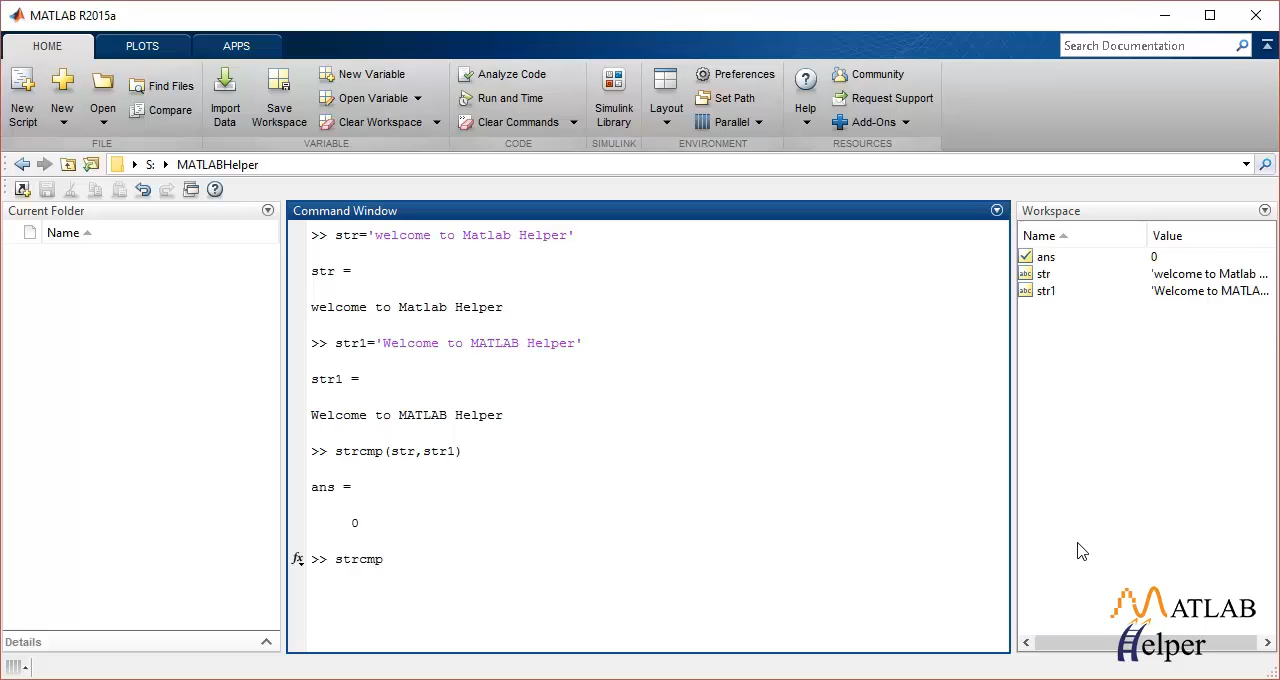 MATLAB R2015a
HOME PLOTS APPS
Search Documentation
New Script
New
Open
Find Files
Compare
FILE
Import Data
Save Workspace
New Variable
Open Variable
Clear Workspace
VARIABLE
Analyze Code
Run and Time
Clear Commands
CODE
Simulink Library
SIMULINK
Layout
Preferences
Set Path
Parallel
ENVIRONMENT
Help
Community
Request Support
Add-Ons
RESOURCES
S: MATLABHelper
Current Folder
Name
Details
Command Window
>> str='welcome to Matlab Helper'
str =
welcome to Matlab Helper
>> str1='Welcome to MATLAB Helper'
str1 =
Welcome to MATLAB Helper
>> strcmp(str,str1)
ans =
0
fx >> strcmp
Workspace
Name Value
ans 0
str 'welcome to Matlab ...
str1 'Welcome to MATLA...
MATLAB
Helper